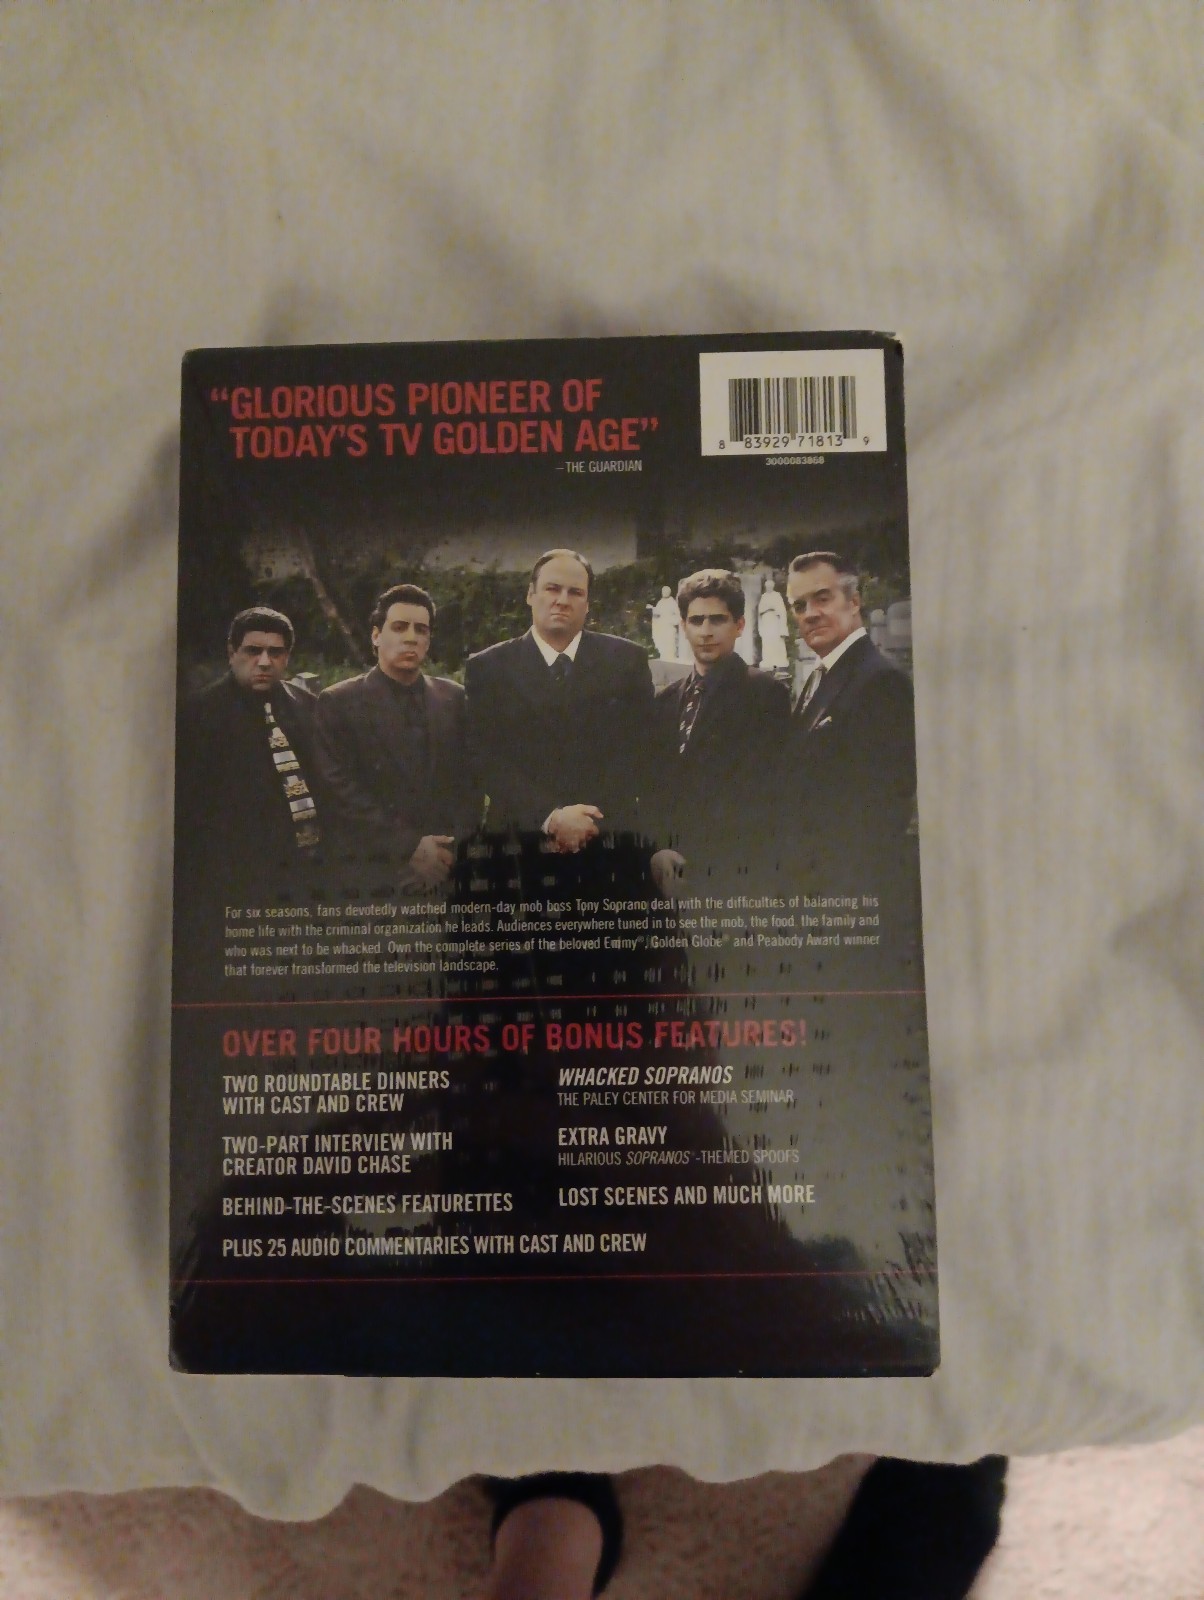 "GLORIOUS PIONEER OF
TODAY'S TV GOLDEN AGE"
–THE GUARDIAN
8 83929 71813 9
3000083868
For six seasons, fans devotedly watched modern-day mob boss Tony Soprano deal with the difficulties of balancing his
home life with the criminal organization he leads. Audiences everywhere tuned in to see the mob, the food, the family and
who was next to be whacked. Own the complete series of the beloved Emmy®, Golden Globe® and Peabody Award winner
that forever transformed the television landscape.
OVER FOUR HOURS OF BONUS FEATURES!
TWO ROUNDTABLE DINNERS
WITH CAST AND CREW
TWO-PART INTERVIEW WITH
CREATOR DAVID CHASE
BEHIND-THE-SCENES FEATURETTES
WHACKED SOPRANOS
THE PALEY CENTER FOR MEDIA SEMINAR
EXTRA GRAVY
HILARIOUS SOPRANOS®-THEMED SPOOFS
LOST SCENES AND MUCH MORE
PLUS 25 AUDIO COMMENTARIES WITH CAST AND CREW